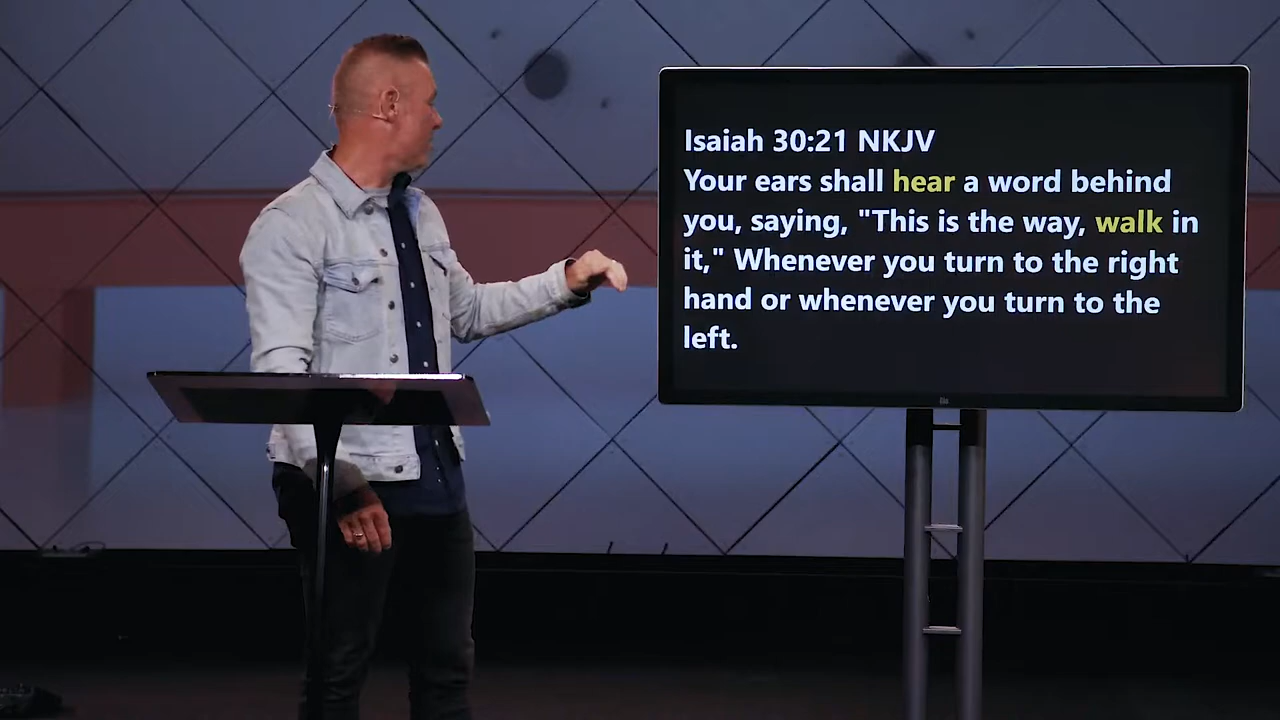 Isaiah 30:21 NKJV
Your ears shall hear a word behind
you, saying, "This is the way, walk in
it," Whenever you turn to the right
hand or whenever you turn to the
left.